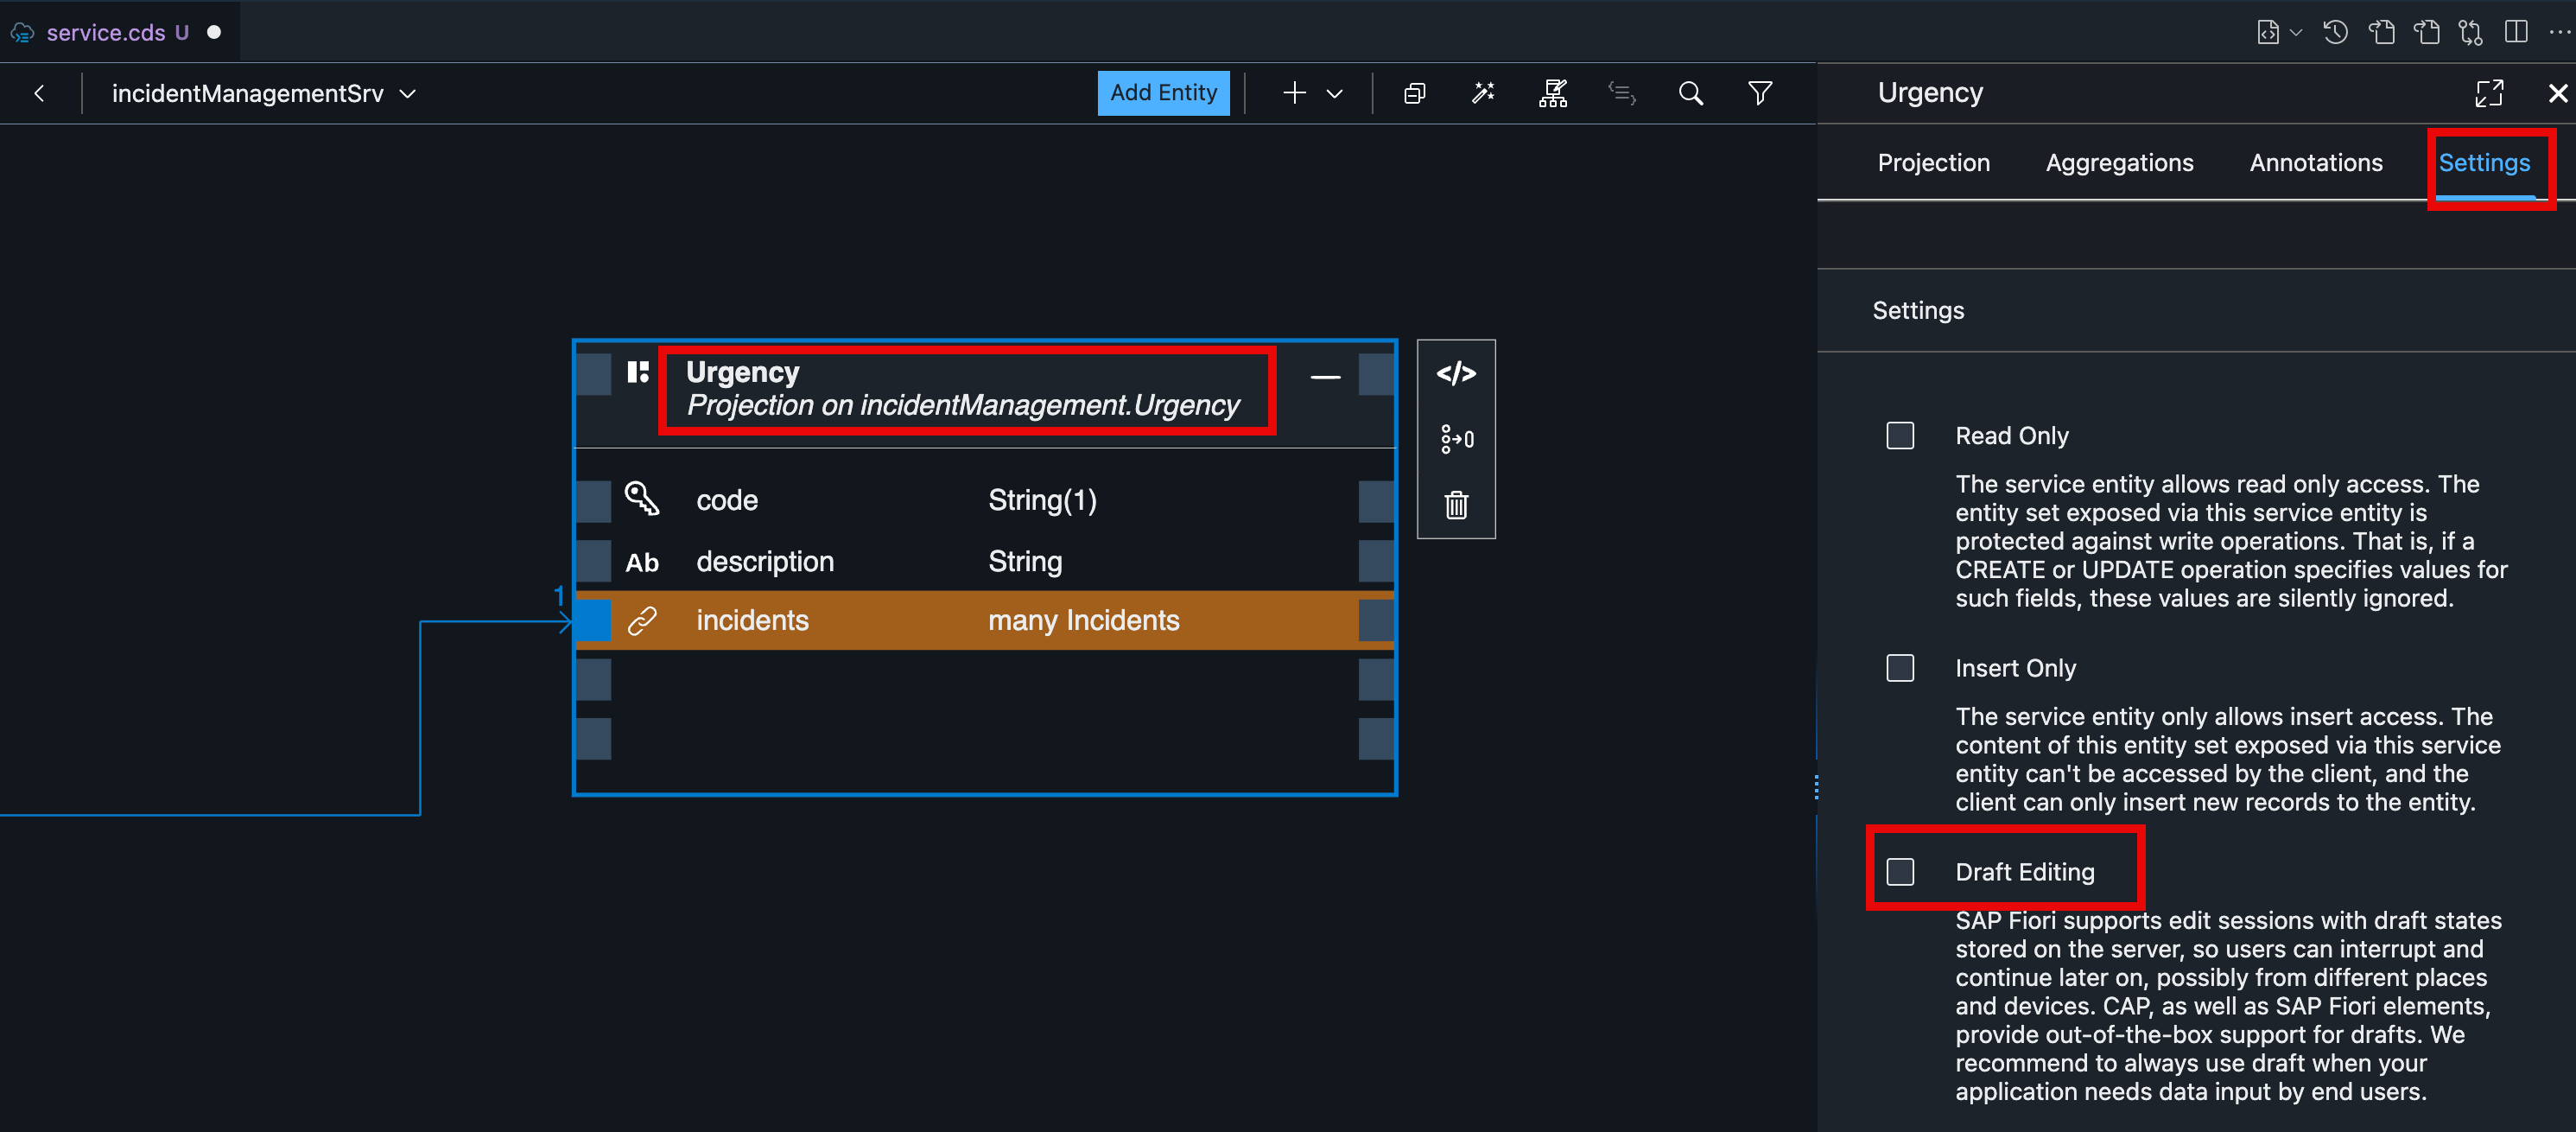 service.cds U
incidentManagementSrv
Add Entity
Urgency
Projection Aggregations Annotations Settings
Settings
Urgency
Projection on incidentManagement.Urgency
code String(1)
Ab description String
1
incidents many Incidents
Read Only
The service entity allows read only access. The
entity set exposed via this service entity is
protected against write operations. That is, if a
CREATE or UPDATE operation specifies values for
such fields, these values are silently ignored.
Insert Only
The service entity only allows insert access. The
content of this entity set exposed via this service
entity can't be accessed by the client, and the
client can only insert new records to the entity.
Draft Editing
SAP Fiori supports edit sessions with draft states
stored on the server, so users can interrupt and
continue later on, possibly from different places
and devices. CAP, as well as SAP Fiori elements,
provide out-of-the-box support for drafts. We
recommend to always use draft when your
application needs data input by end users.